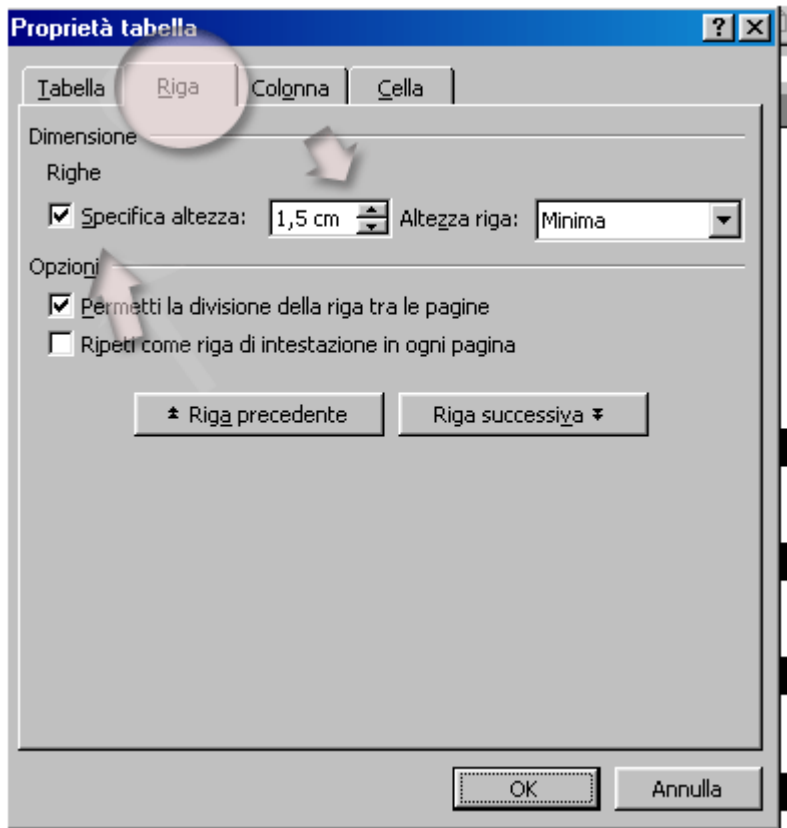 Proprietà tabella
Tabella Riga Colonna Cella
Dimensione
Righe
Specifica altezza: 1,5 cm Altezza riga: Minima
Opzioni
Permetti la divisione della riga tra le pagine
Ripeti come riga di intestazione in ogni pagina
Riga precedente Riga successiva
OK Annulla